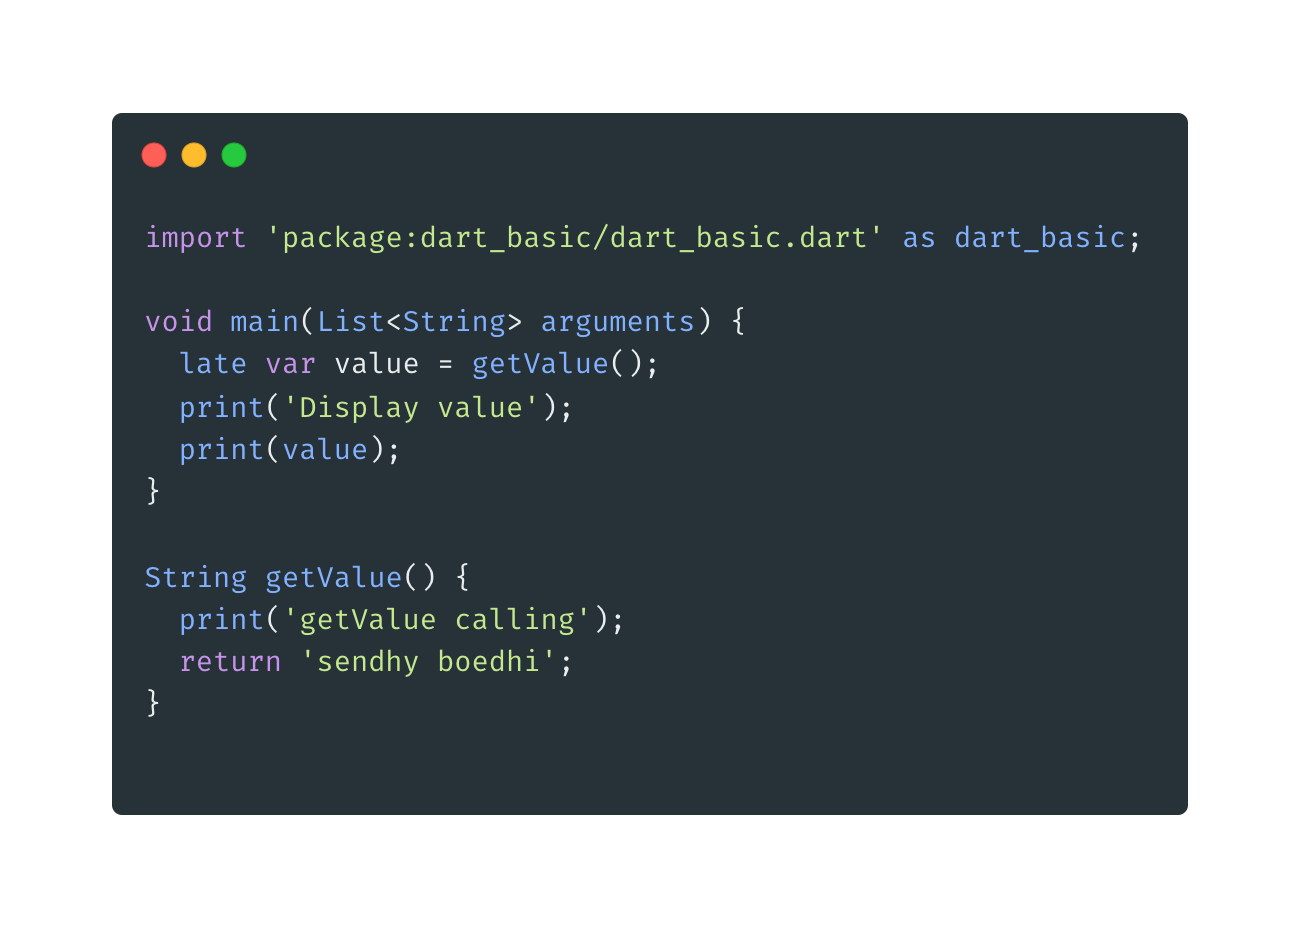 import 'package:dart_basic/dart_basic.dart' as dart_basic;
void main(List<String> arguments) {
  late var value = getValue();
  print('Display value');
  print(value);
}
String getValue() {
  print('getValue calling');
  return 'sendhy boedhi';
}